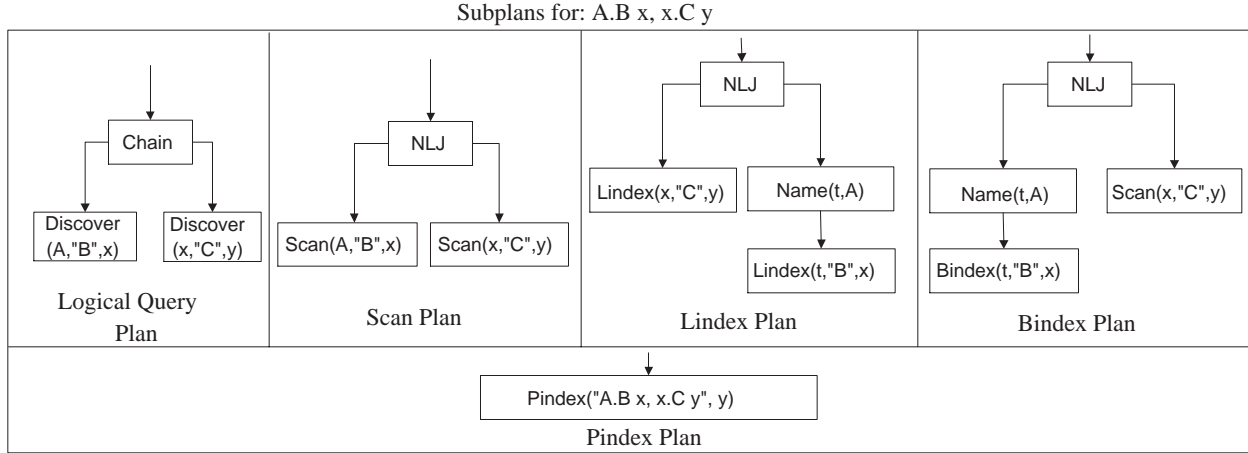 Subplans for: A.B x, x.C y
Chain
Discover
(A,"B",x)
Discover
(x,"C",y)
Logical Query
Plan
NLJ
Scan(A,"B",x)
Scan(x,"C",y)
Scan Plan
NLJ
Lindex(x,"C",y)
Name(t,A)
Lindex(t,"B",x)
Lindex Plan
NLJ
Name(t,A)
Scan(x,"C",y)
Bindex(t,"B",x)
Bindex Plan
Pindex("A.B x, x.C y", y)
Pindex Plan